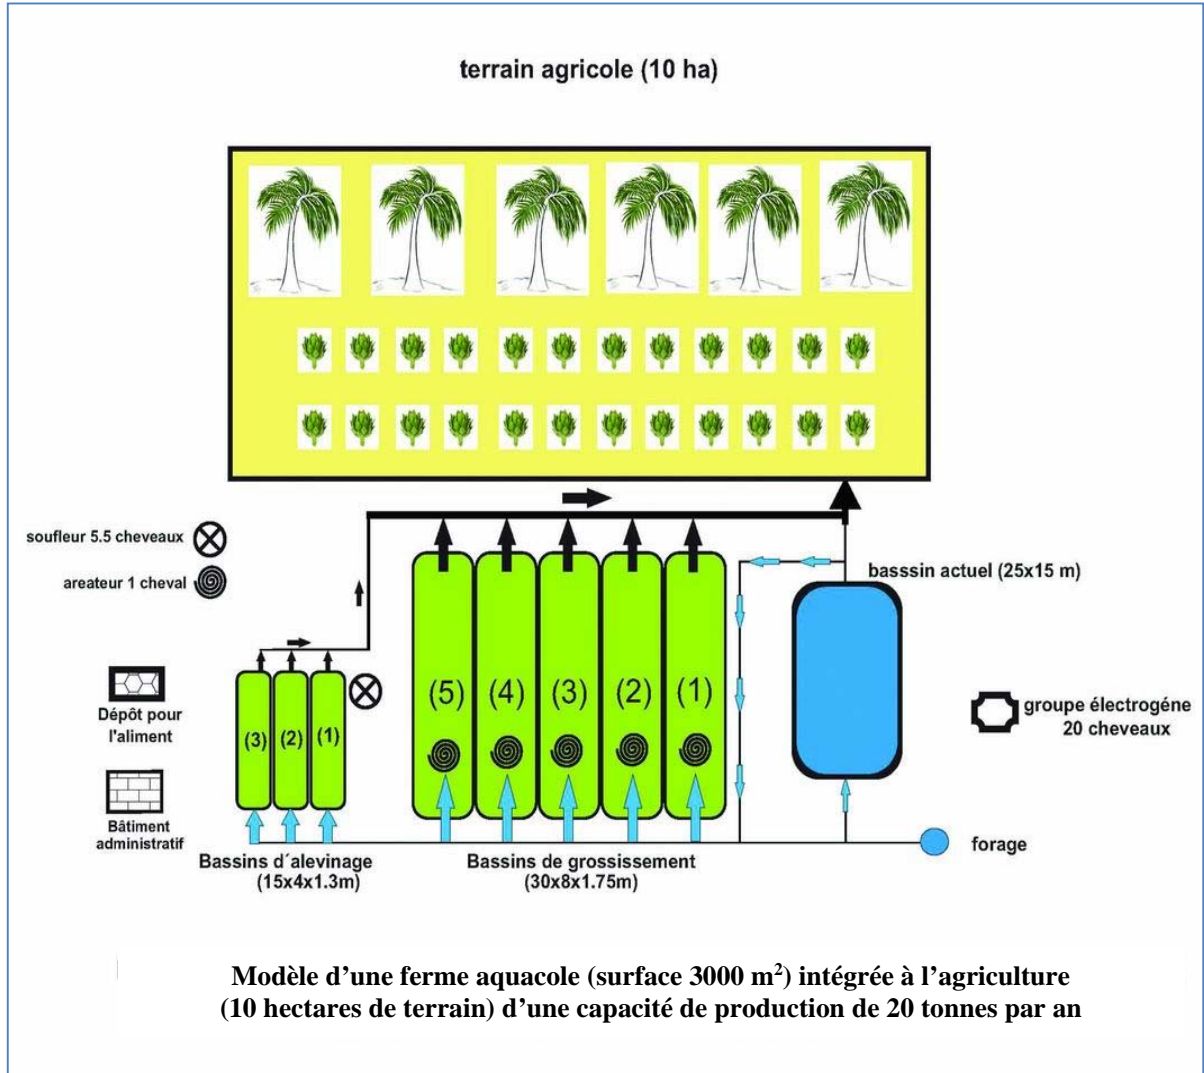 terrain agricole (10 ha)
soufleur 5.5 cheveaux
areateur 1 cheval
basssin actuel (25x15 m)
(5)
(4)
(3)
(2)
(1)
(3)
(2)
(1)
Dépôt pour
l'aliment
groupe électrogéne
20 cheveaux
Bâtiment
administratif
forage
Bassins d´alevinage
(15x4x1.3m)
Bassins de grossissement
(30x8x1.75m)
Modèle d’une ferme aquacole (surface 3000 m²) intégrée à l’agriculture
(10 hectares de terrain) d’une capacité de production de 20 tonnes par an